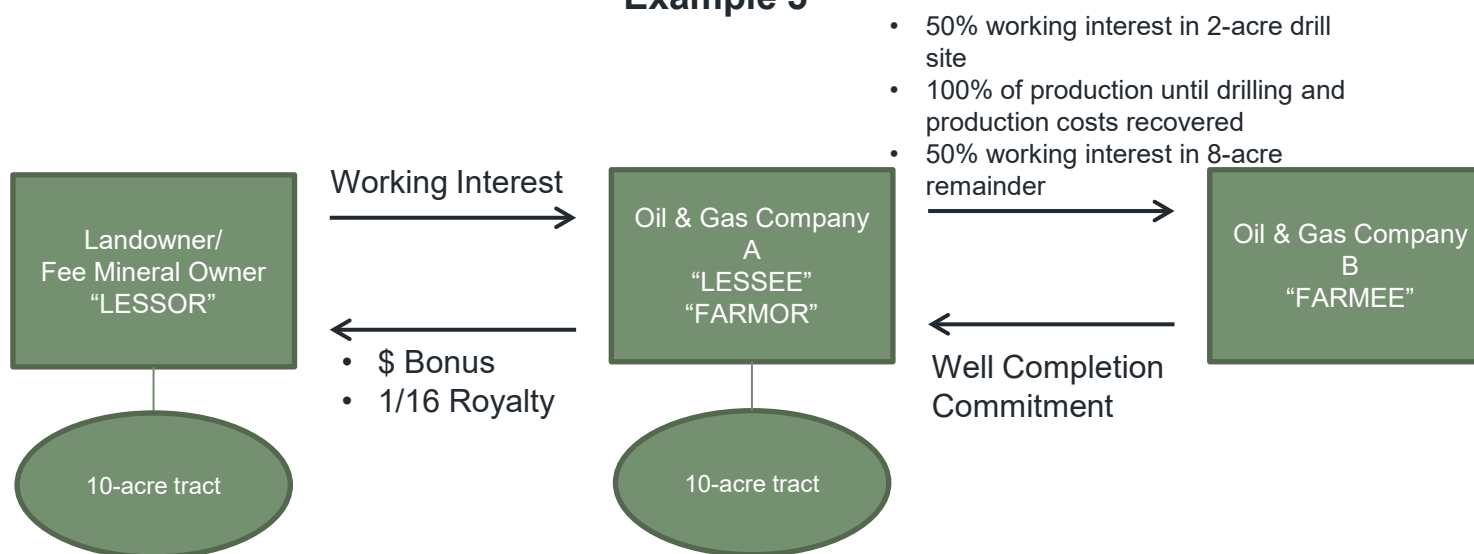 Example 5
• 50% working interest in 2-acre drill
site
• 100% of production until drilling and
production costs recovered
• 50% working interest in 8-acre
remainder
Working Interest
Landowner/
Fee Mineral Owner
“LESSOR”
• $ Bonus
• 1/16 Royalty
Oil & Gas Company
A
“LESSEE”
“FARMOR”
Well Completion
Commitment
Oil & Gas Company
B
“FARMEE”
10-acre tract
10-acre tract